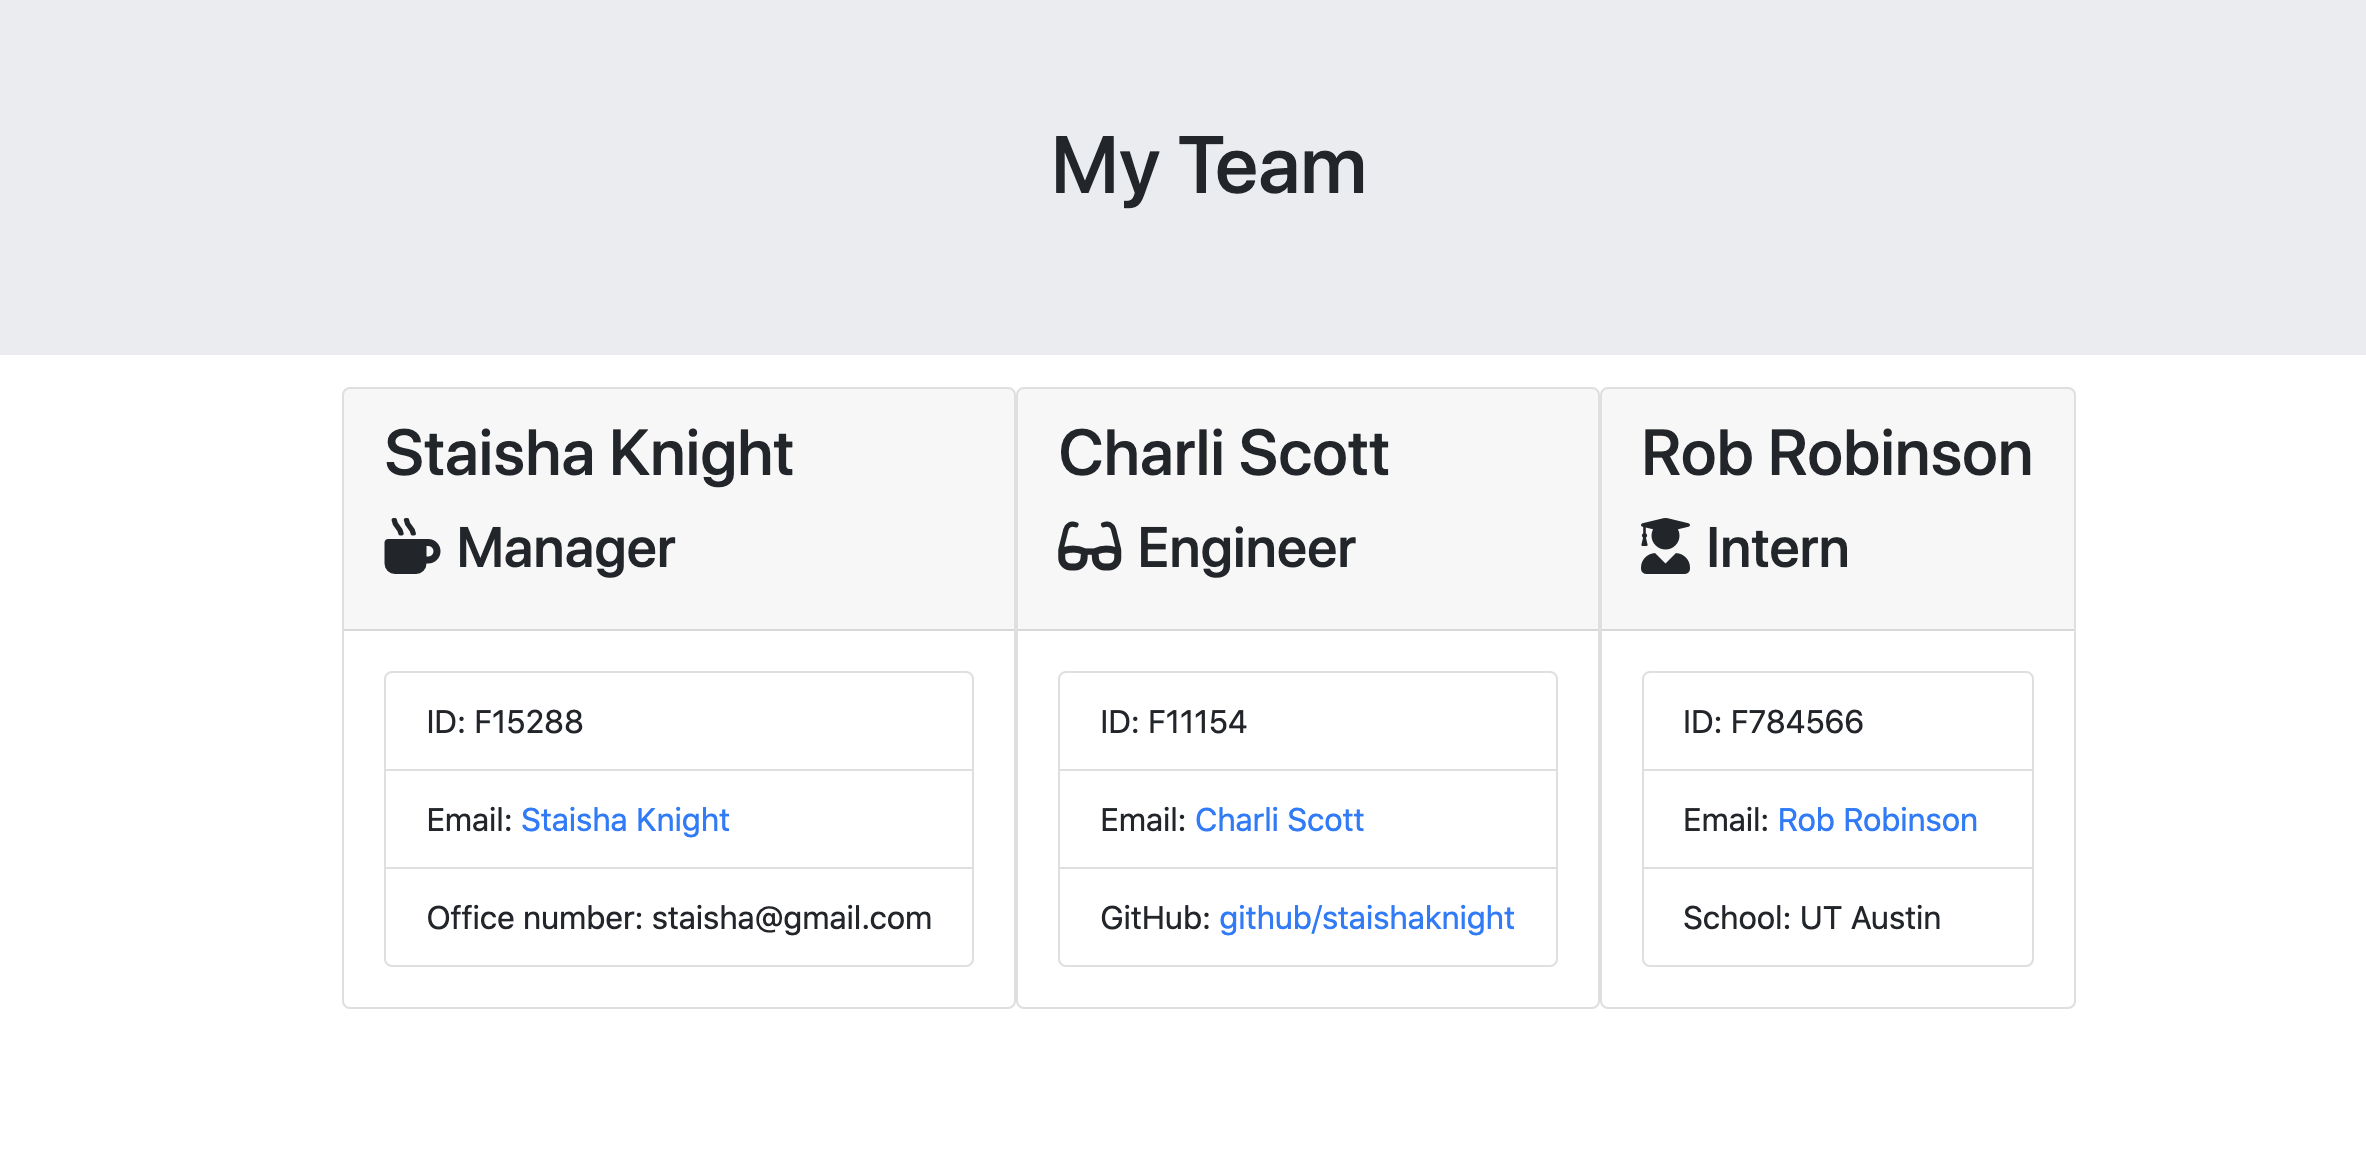 My Team
Staisha Knight
Manager
ID: F15288
Email: Staisha Knight
Office number: staisha@gmail.com
Charli Scott
Engineer
ID: F11154
Email: Charli Scott
GitHub: github/staishaknight
Rob Robinson
Intern
ID: F784566
Email: Rob Robinson
School: UT Austin